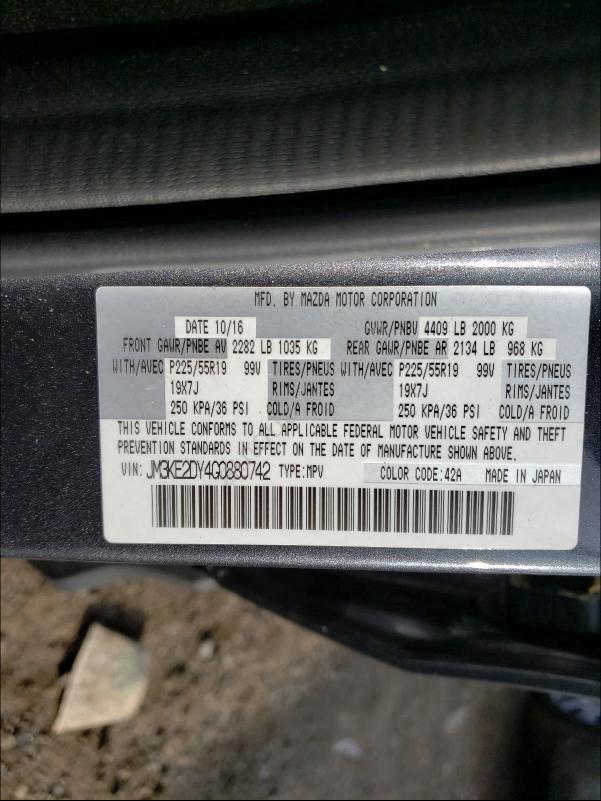 MFD. BY MAZDA MOTOR CORPORATION
DATE 10/16 GVWR/PNBV 4409 LB 2000 KG
FRONT GAWR/PNBE AV 2282 LB 1035 KG REAR GAWR/PNBE AR 2134 LB 968 KG
WITH/AVEC P225/55R19 99V TIRES/PNEUS WITH/AVEC P225/55R19 99V TIRES/PNEUS
19X7J RIMS/JANTES 19X7J RIMS/JANTES
250 KPA/36 PSI COLD/A FROID 250 KPA/36 PSI COLD/A FROID
THIS VEHICLE CONFORMS TO ALL APPLICABLE FEDERAL MOTOR VEHICLE SAFETY AND THEFT
PREVENTION STANDARDS IN EFFECT ON THE DATE OF MANUFACTURE SHOWN ABOVE.
VIN: JM3KE2DY4G0880742 TYPE:MPV COLOR CODE:42A MADE IN JAPAN